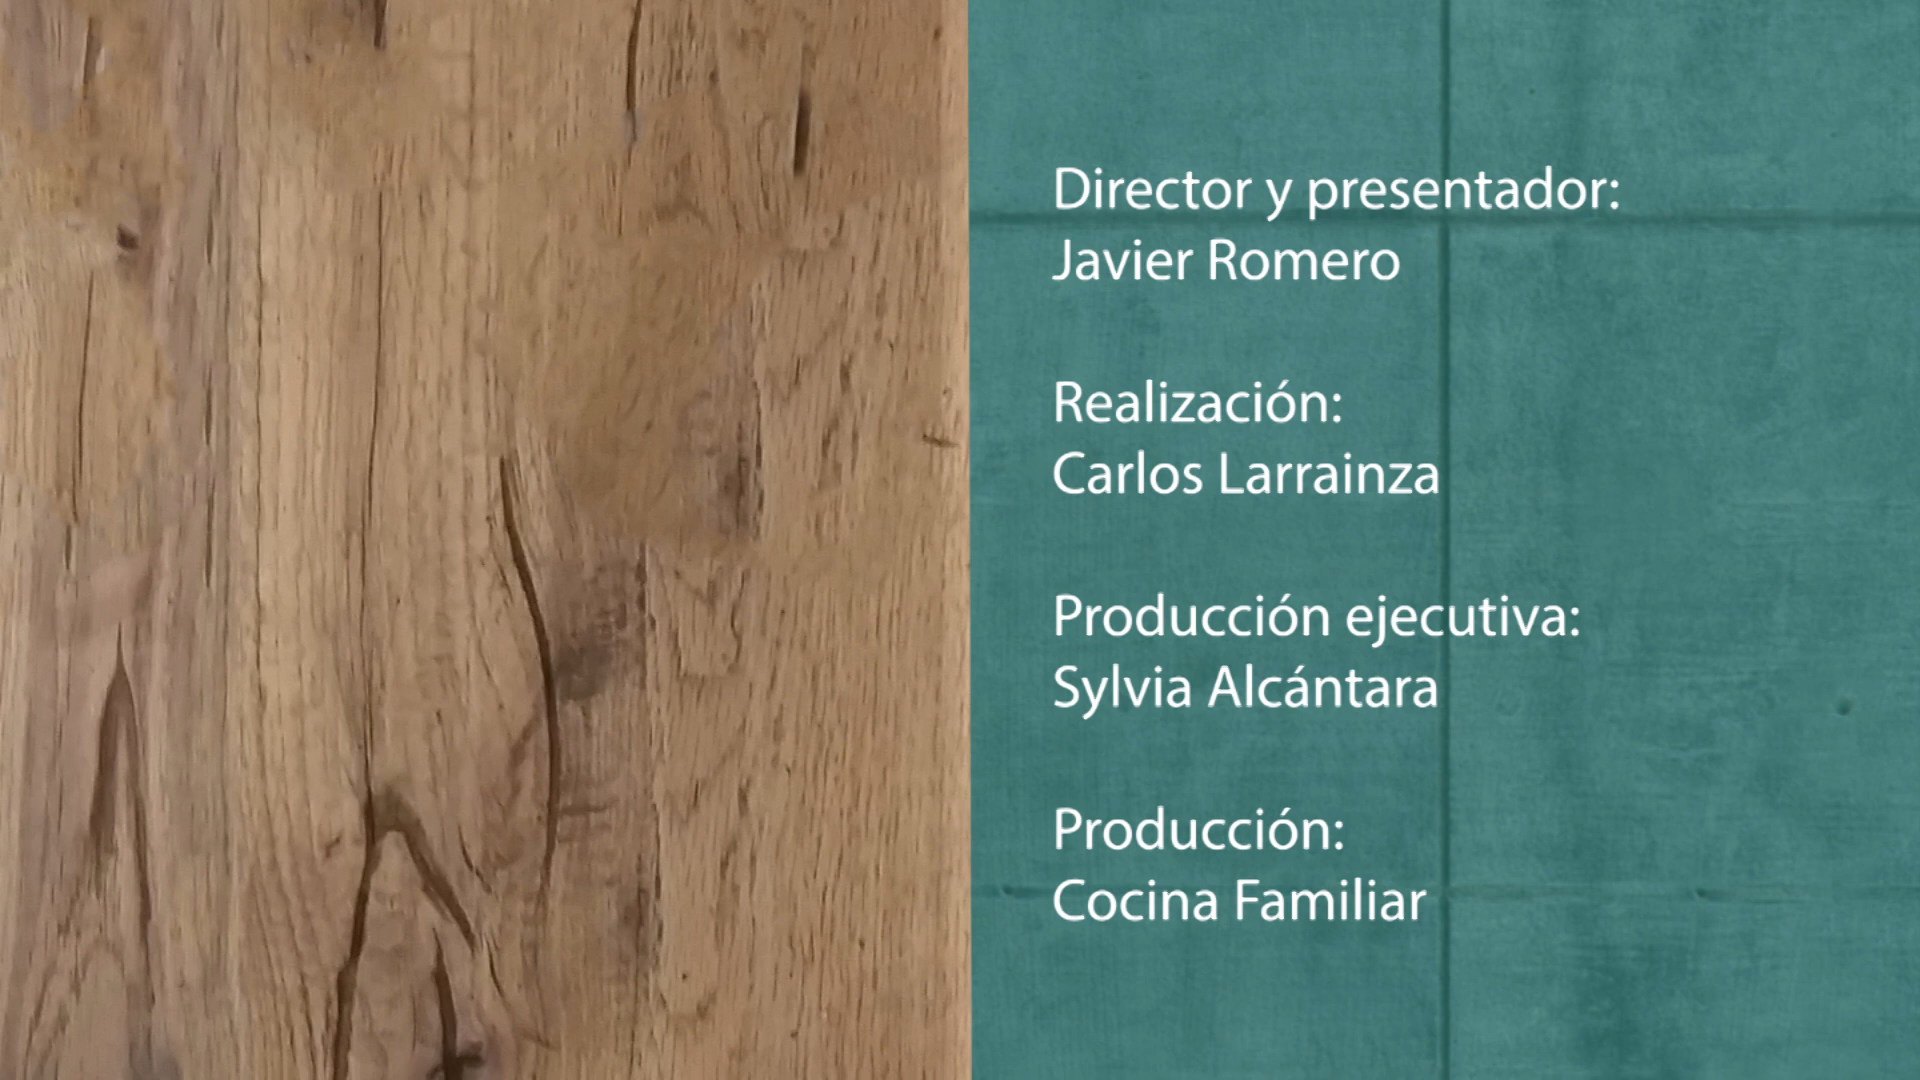 Director y presentador:
Javier Romero
Realización:
Carlos Larrainza
Producción ejecutiva:
Sylvia Alcántara
Producción:
Cocina Familiar